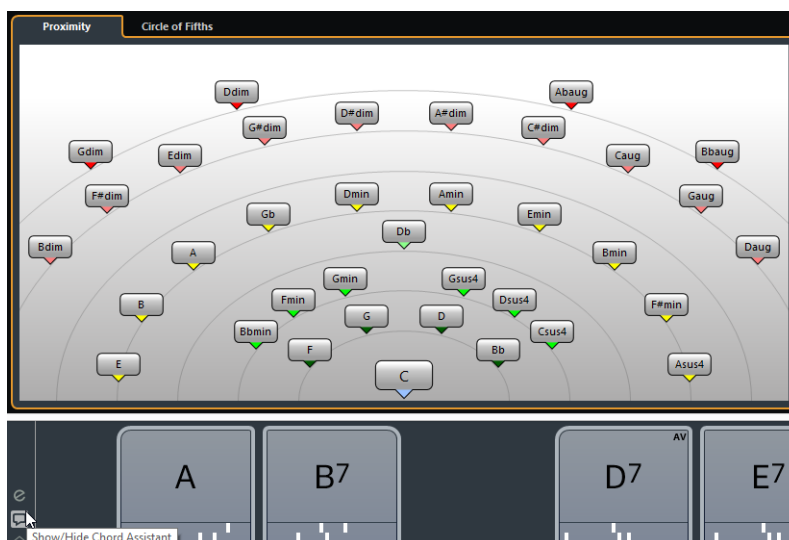 Proximity Circle of Fifths
Ddim Abaug
D#dim A#dim
G#dim C#dim
Gdim Edim Caug Bbaug
F#dim Dmin Amin Gaug
Gb Emin
Bdim A Db Bmin Daug
Gmin Gsus4
B Fmin Dsus4 F#min
G D
Bbmin Csus4
E F Bb Asus4
C
AV
A B7 D7 E7
Show/Hide Chord Assistant